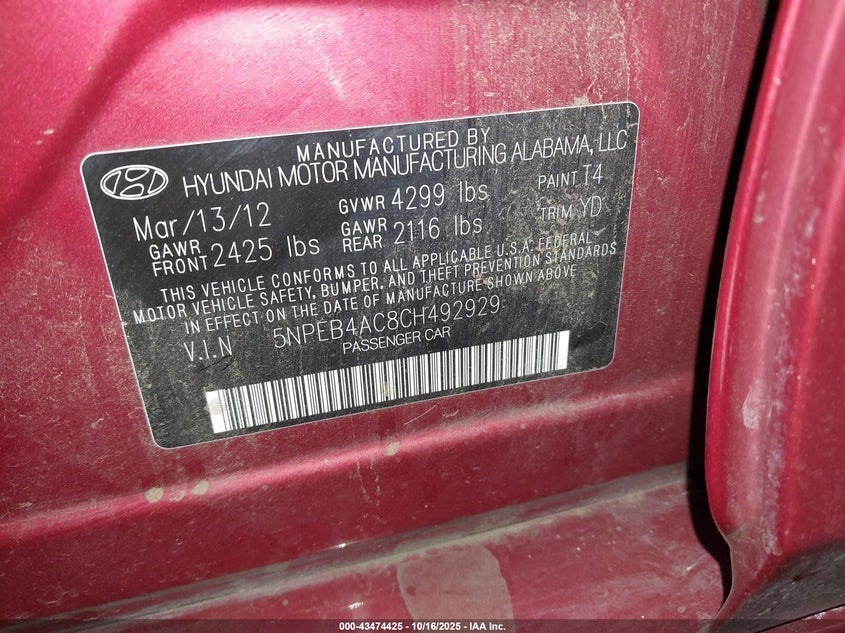 MANUFACTURED BY
HYUNDAI MOTOR MANUFACTURING ALABAMA, LLC
Mar/13/12 GVWR 4299 lbs PAINT T4
GAWR FRONT 2425 lbs GAWR REAR 2116 lbs TRIM YD
THIS VEHICLE CONFORMS TO ALL APPLICABLE U.S.A. FEDERAL
MOTOR VEHICLE SAFETY, BUMPER, AND THEFT PREVENTION STANDARDS
IN EFFECT ON THE DATE OF MANUFACTURE SHOWN ABOVE
V.I.N 5NPEB4AC8CH492929
PASSENGER CAR
000-43474425 - 10/16/2025 - IAA Inc.